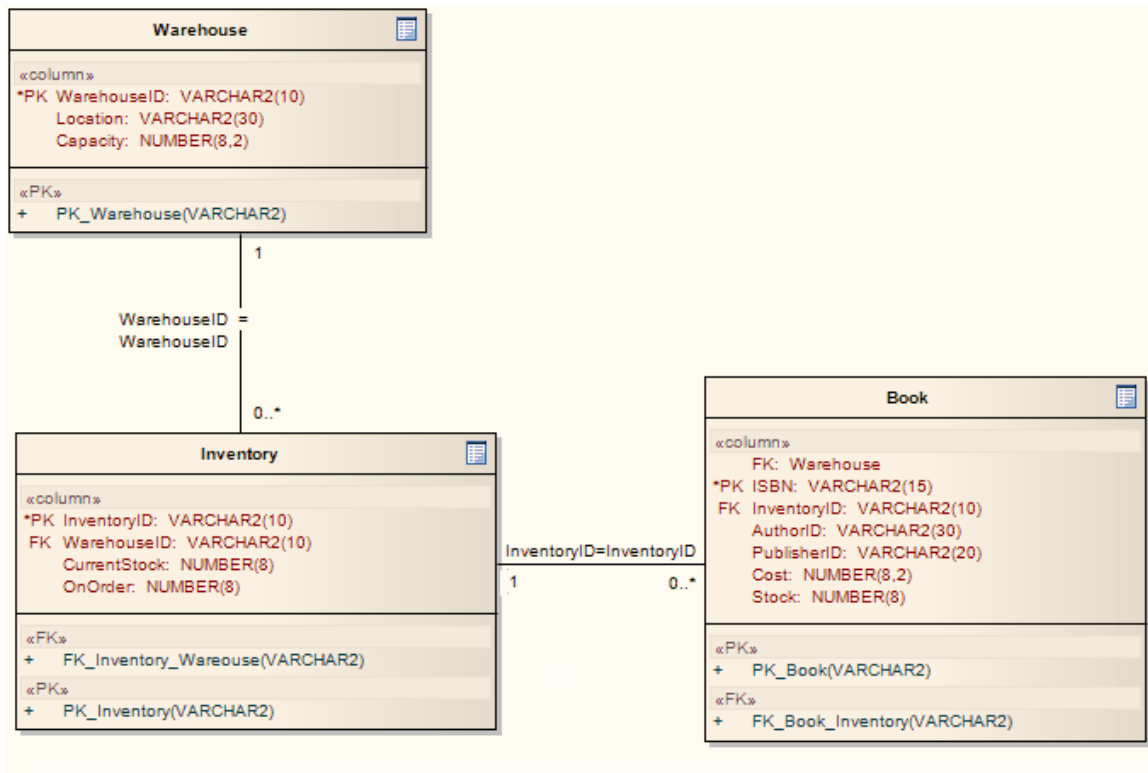 Warehouse
«column»
*PK WarehouseID: VARCHAR2(10)
Location: VARCHAR2(30)
Capacity: NUMBER(8,2)
«PK»
+ PK_Warehouse(VARCHAR2)
1
WarehouseID =
WarehouseID
0..*
Inventory
«column»
*PK InventoryID: VARCHAR2(10)
FK WarehouseID: VARCHAR2(10)
CurrentStock: NUMBER(8)
OnOrder: NUMBER(8)
«FK»
+ FK_Inventory_Wareouse(VARCHAR2)
«PK»
+ PK_Inventory(VARCHAR2)
InventoryID=InventoryID
1 0..*
Book
«column»
FK: Warehouse
*PK ISBN: VARCHAR2(15)
FK InventoryID: VARCHAR2(10)
AuthorID: VARCHAR2(30)
PublisherID: VARCHAR2(20)
Cost: NUMBER(8,2)
Stock: NUMBER(8)
«PK»
+ PK_Book(VARCHAR2)
«FK»
+ FK_Book_Inventory(VARCHAR2)